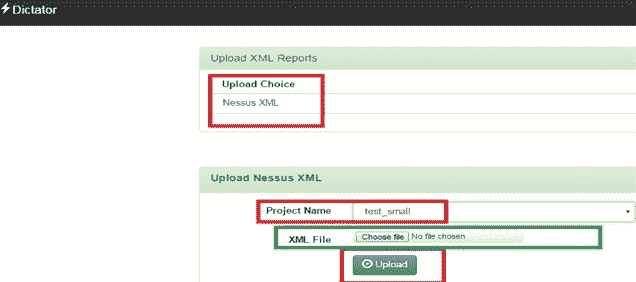 Dictator
Upload XML Reports
Upload Choice
Nessus XML
Upload Nessus XML
Project Name test_small
XML File Choose file No file chosen
Upload